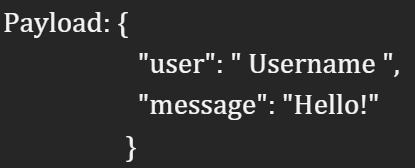 Payload: {
"user": " Username ",
"message": "Hello!"
}